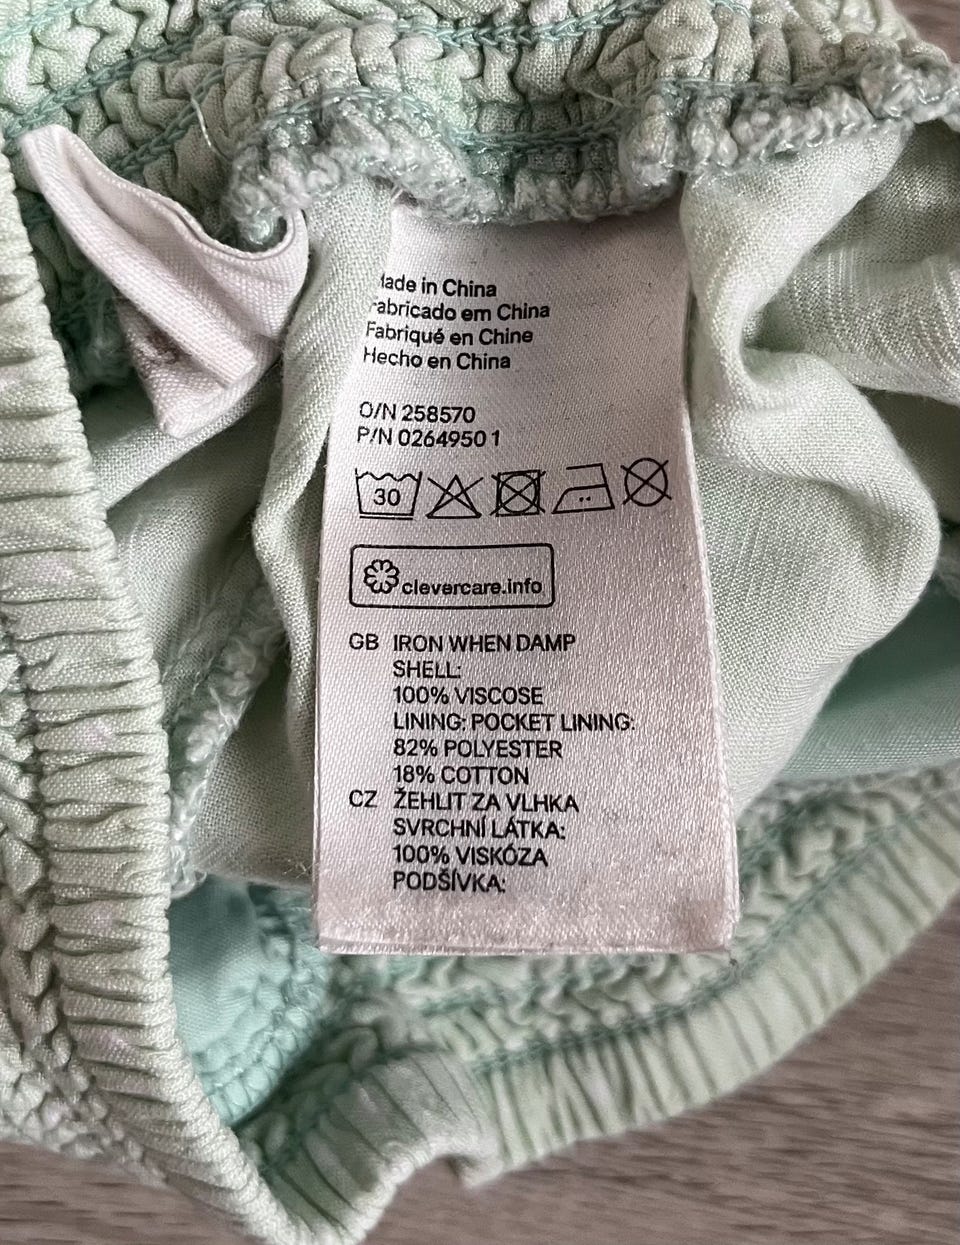 Made in China
Fabricado em China
Fabriqué en Chine
Hecho en China
O/N 258570
P/N 0264950 1
30
clevercare.info
GB IRON WHEN DAMP
SHELL:
100% VISCOSE
LINING: POCKET LINING:
82% POLYESTER
18% COTTON
CZ ŽEHLIT ZA VLHKA
SVRCHNÍ LÁTKA:
100% VISKÓZA
PODŠÍVKA: